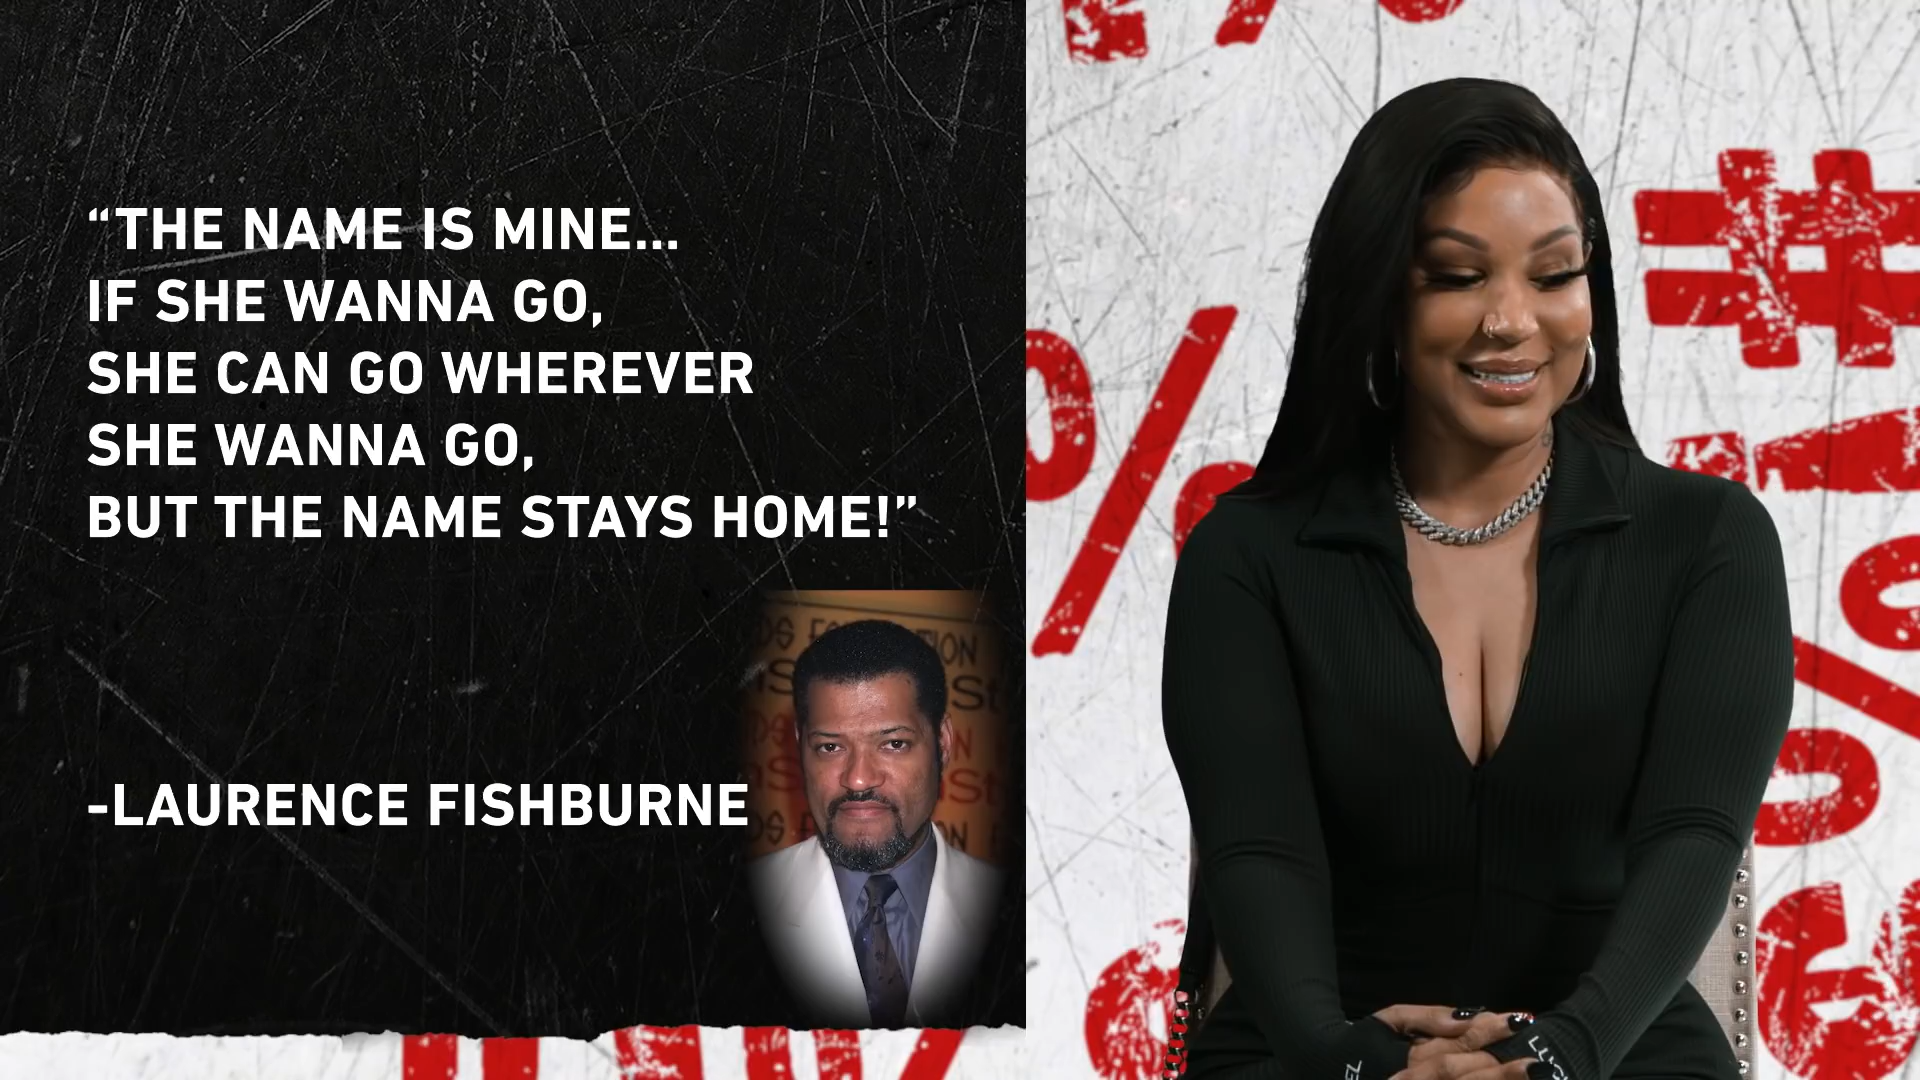 “THE NAME IS MINE...
IF SHE WANNA GO,
SHE CAN GO WHEREVER
SHE WANNA GO,
BUT THE NAME STAYS HOME!”
-LAURENCE FISHBURNE